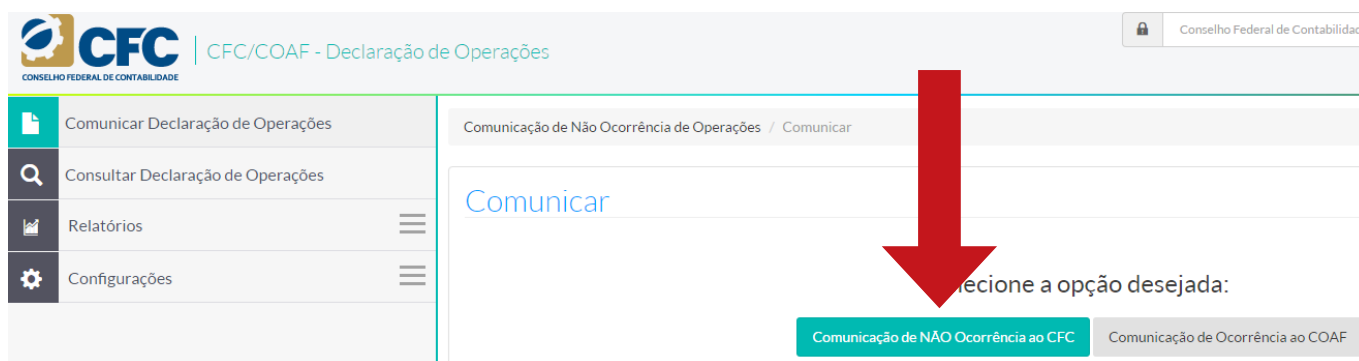 CFC
CONSELHO FEDERAL DE CONTABILIDADE
CFC/COAF - Declaração de Operações
Conselho Federal de
Comunicar Declaração de Operações
Consultar Declaração de Operações
Relatórios
Configurações
Comunicação de Não Ocorrência de Operações / Comunicar
Comunicar
a opção desejada:
Comunicação de NÃO Ocorrência ao CFC
Comunicação de Ocorrência ao COAF